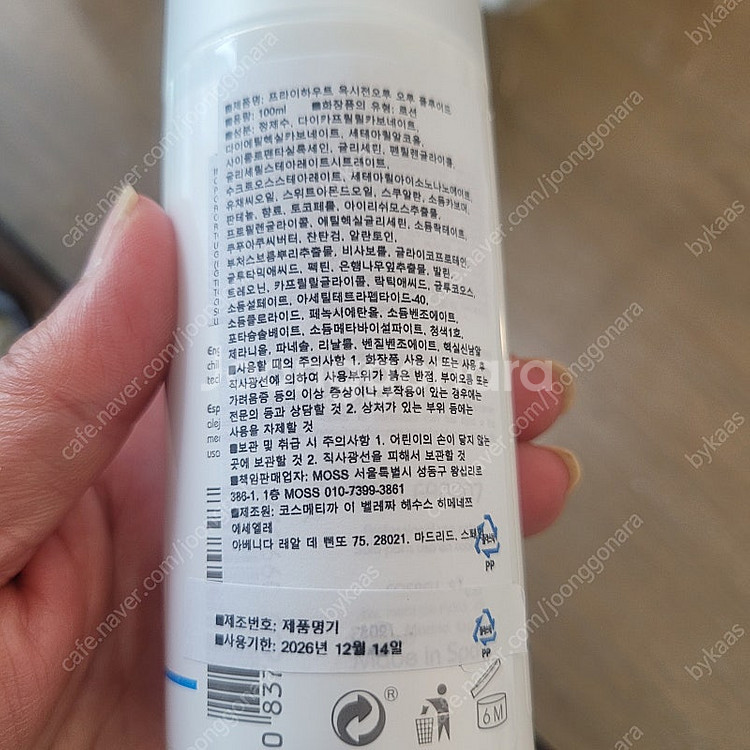 ■제품명: 프라이하우트 옥시전오투 오투 플루이드
■용량: 100ml ■화장품의 유형: 로션
■성분: 정제수, 다이카프릴릴카보네이트,
다이에틸헥실카보네이트, 세테아릴알코올,
사이클로펜타실록세인, 글리세린, 펜틸렌글라이콜,
글리세릴스테아레이트시트레이트,
수크로오스스테아레이트, 세테아릴아이소노나노에이트,
유채씨오일, 스위트아몬드오일, 스쿠알란, 소듐카보머,
판테놀, 향료, 토코페롤, 아이리쉬모스추출물,
프로필렌글라이콜, 에틸헥실글리세린, 소듐락테이트,
쿠푸아쿠씨버터, 잔탄검, 알란토인,
부처스브룸뿌리추출물, 비사보롤, 글라이코프로테인,
글루타믹애씨드, 펙틴, 은행나무잎추출물, 발린,
트레오닌, 카프릴릴글라이콜, 락틱애씨드, 글루코오스,
소듐설페이트, 아세틸테트라펩타이드-40,
소듐클로라이드, 페녹시에탄올, 소듐벤조에이트,
포타슘솔베이트, 소듐메타바이설파이트, 청색1호,
제라니올, 파네솔, 리날룰, 벤질벤조에이트, 헥실신남알
■사용할 때의 주의사항 1. 화장품 사용 시 또는 사용 후
직사광선에 의하여 사용부위가 붉은 반점, 부어오름 또는
가려움증 등의 이상 증상이나 부작용이 있는 경우에는
전문의 등과 상담할 것 2. 상처가 있는 부위 등에는
사용을 자제할 것
■보관 및 취급 시 주의사항 1. 어린이의 손이 닿지 않는
곳에 보관할 것 2. 직사광선을 피해서 보관할 것
■책임판매업자: MOSS 서울특별시 성동구 왕십리로
386-1, 1층 MOSS 010-7399-3861
■제조원: 코스메티까 이 벨레짜 헤수스 히메네쯔
에세엘레
아베니다 레알 데 삔또 75. 28021. 마드리드. 스페인
PP
■제조번호: 제품명기
■사용기한: 2026년 12월 14일
PP
Made in
6M
®
Eng
chil
tech
Esp
alej
me
usa
joonggonara
cafe.naver.com/joonggonara
bykaas